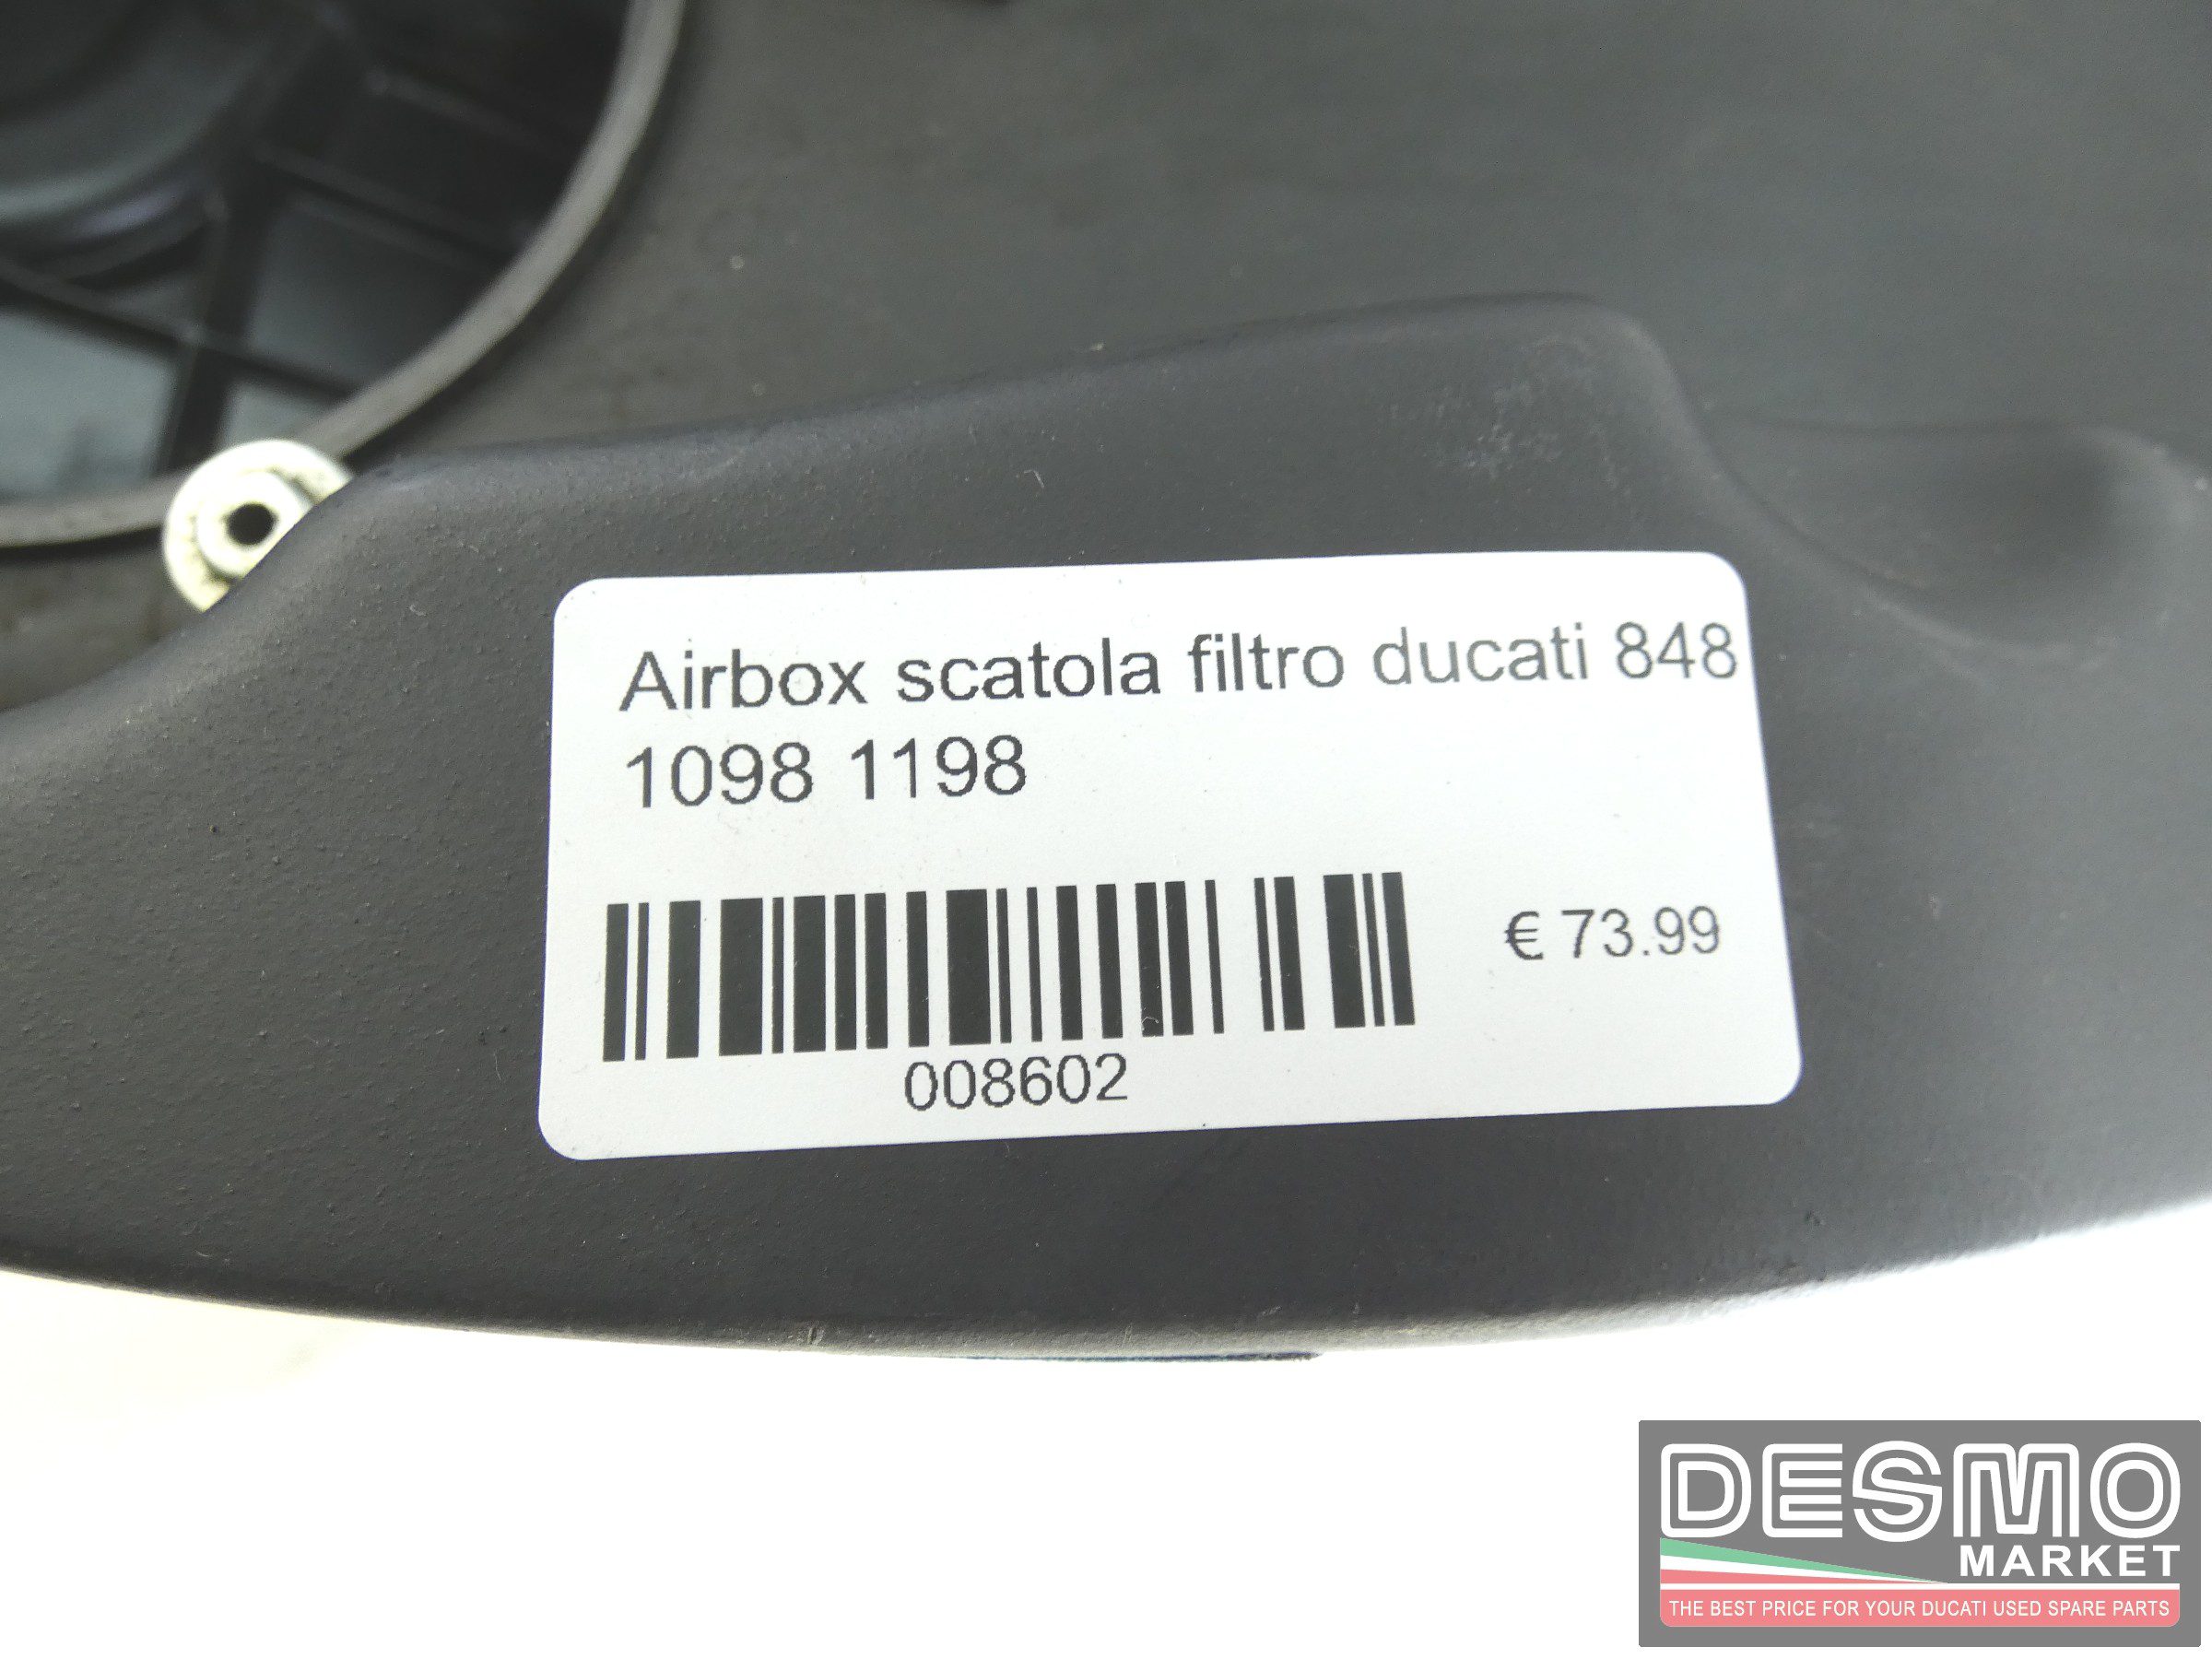 Airbox scatola filtro ducati 848
1098 1198
€ 73.99
008602
DESMO
MARKET
THE BEST PRICE FOR YOUR DUCATI USED SPARE PARTS